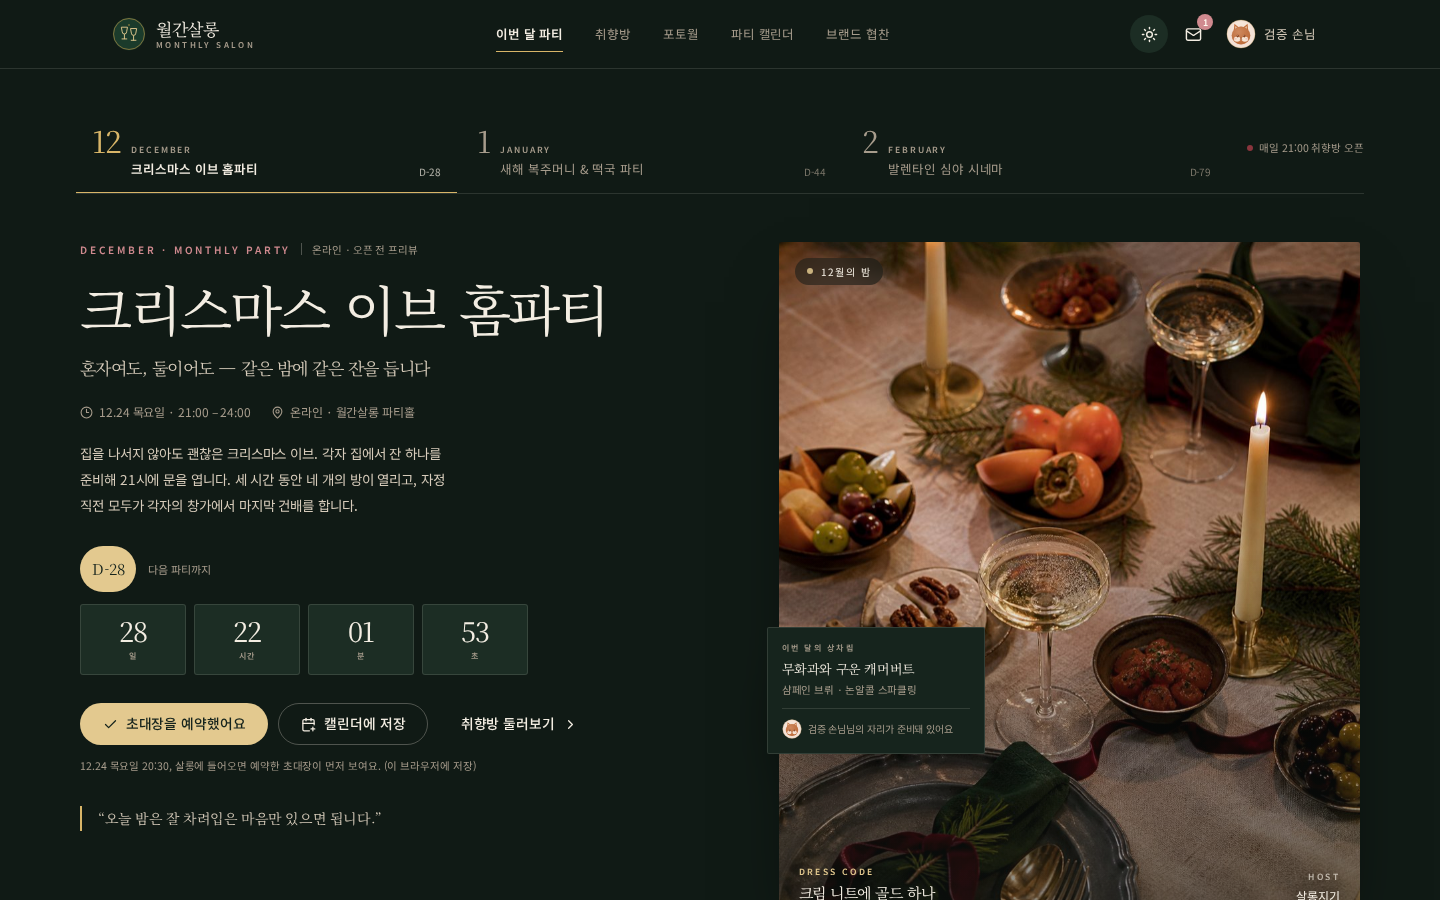 월간살롱
MONTHLY SALON
이번 달 파티
취향방
포토월
파티 캘린더
브랜드 협찬
1
검증 손님
12 DECEMBER
크리스마스 이브 홈파티
D-28
1 JANUARY
새해 복주머니 & 떡국 파티
D-44
2 FEBRUARY
발렌타인 심야 시네마
D-79
매일 21:00 취향방 오픈
DECEMBER · MONTHLY PARTY
온라인 · 오픈 전 프리뷰
크리스마스 이브 홈파티
혼자여도, 둘이어도 — 같은 밤에 같은 잔을 듭니다
12.24 목요일 · 21:00 – 24:00
온라인 · 월간살롱 파티홀
집을 나서지 않아도 괜찮은 크리스마스 이브. 각자 집에서 잔 하나를
준비해 21시에 문을 엽니다. 세 시간 동안 네 개의 방이 열리고, 자정
직전 모두가 각자의 창가에서 마지막 건배를 합니다.
D-28
다음 파티까지
28
일
22
시간
01
분
53
초
초대장을 예약했어요
캘린더에 저장
취향방 둘러보기
12.24 목요일 20:30, 살롱에 들어오면 예약한 초대장이 먼저 보여요. (이 브라우저에 저장)
“오늘 밤은 잘 차려입은 마음만 있으면 됩니다.”
12월의 밤
이번 달의 상차림
무화과와 구운 캐머버트
샴페인 브뤼 · 논알콜 스파클링
검증 손님님의 자리가 준비돼 있어요
DRESS CODE
크림 니트에 골드 하나
HOST
살롱지기